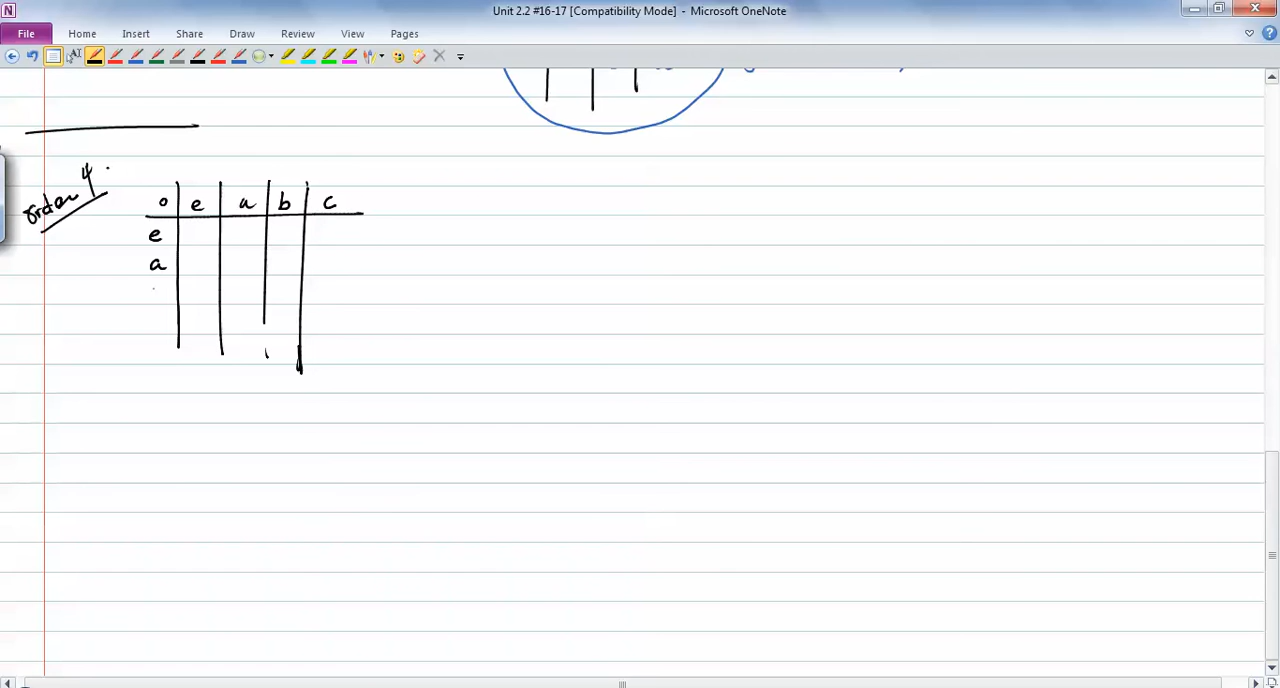 Unit 2.2 #16-17 [Compatibility Mode] - Microsoft OneNote
File Home Insert Share Draw Review View Pages
order 4
o e a b c
e
a